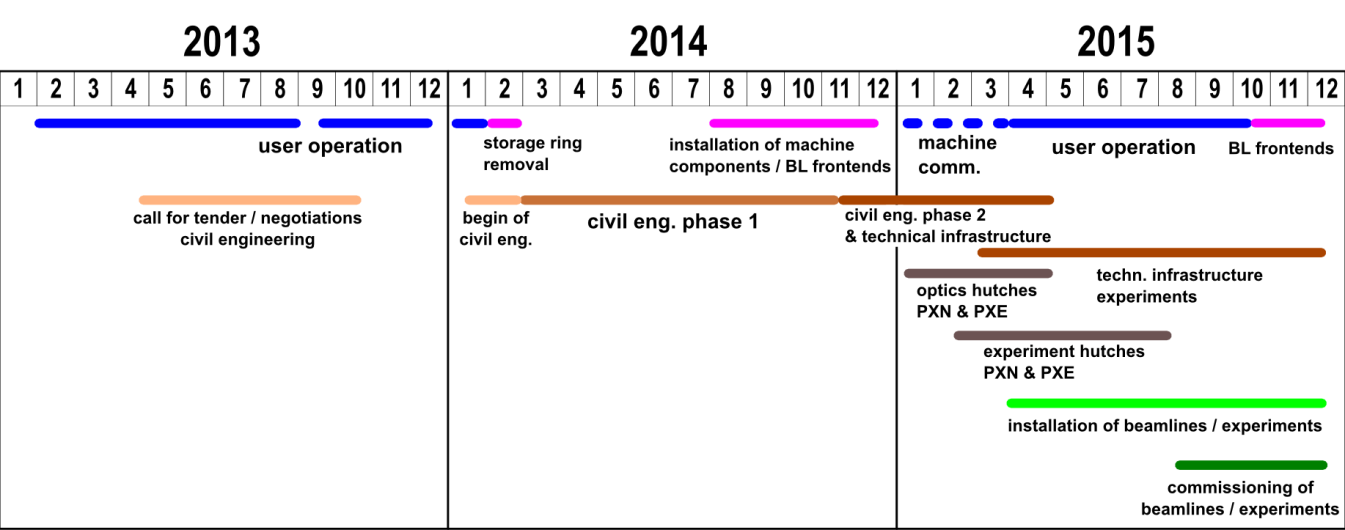 2013 2014 2015
1 2 3 4 5 6 7 8 9 10 11 12 1 2 3 4 5 6 7 8 9 10 11 12 1 2 3 4 5 6 7 8 9 10 11 12
user operation
storage ring
removal
installation of machine
components / BL frontends
machine
comm.
user operation
BL frontends
call for tender / negotiations
civil engineering
begin of
civil eng.
civil eng. phase 1
civil eng. phase 2
& technical infrastructure
techn. infrastructure
experiments
optics hutches
PXN & PXE
experiment hutches
PXN & PXE
installation of beamlines / experiments
commissioning of
beamlines / experiments